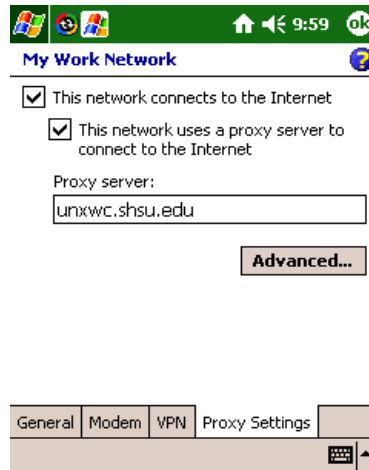 9:59 ok
My Work Network ?
This network connects to the Internet
This network uses a proxy server to
connect to the Internet
Proxy server:
unxwc.shsu.edu
Advanced...
General Modem VPN Proxy Settings